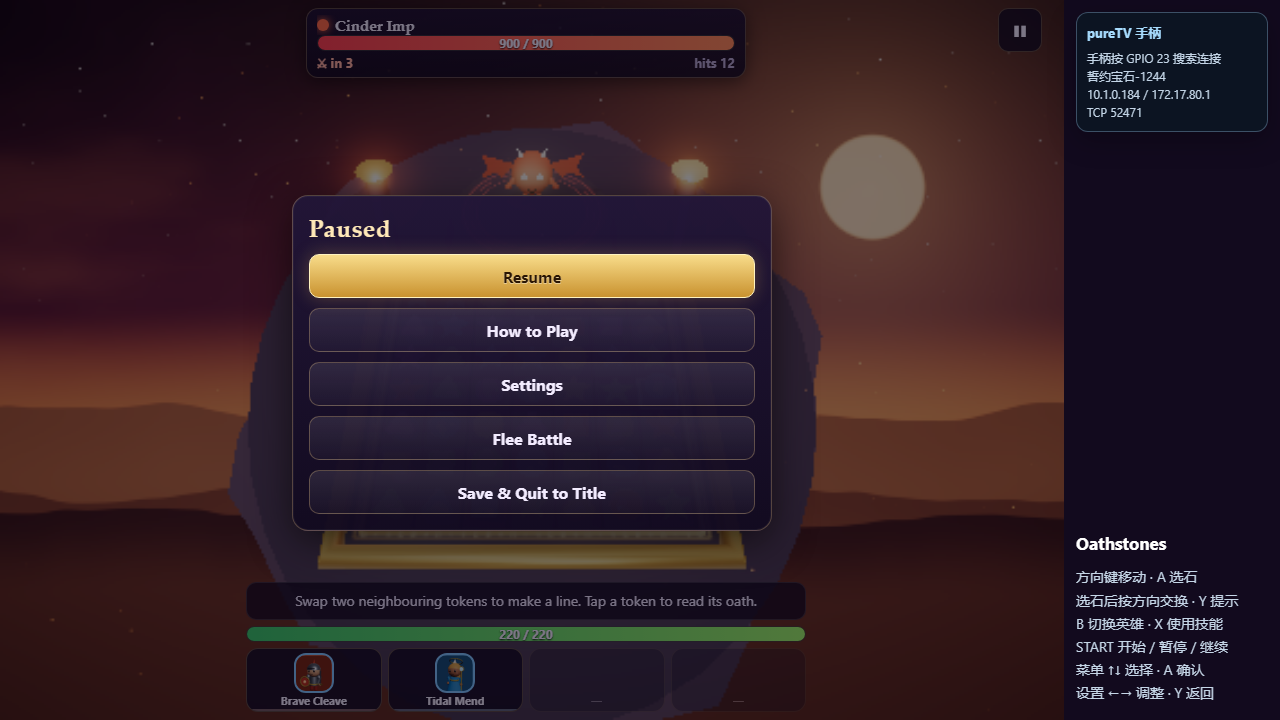 Cinder Imp
900 / 900
in 3
hits 12
Paused
Resume
How to Play
Settings
Flee Battle
Save & Quit to Title
Swap two neighbouring tokens to make a line. Tap a token to read its oath.
220 / 220
Brave Cleave
Tidal Mend
—
—
pureTV 手柄
手柄按 GPIO 23 搜索连接
誓约宝石-1244
10.1.0.184 / 172.17.80.1
TCP 52471
Oathstones
方向键移动 · A 选石
选石后按方向交换 · Y 提示
B 切换英雄 · X 使用技能
START 开始 / 暂停 / 继续
菜单 ↑↓ 选择 · A 确认
设置 ←→ 调整 · Y 返回